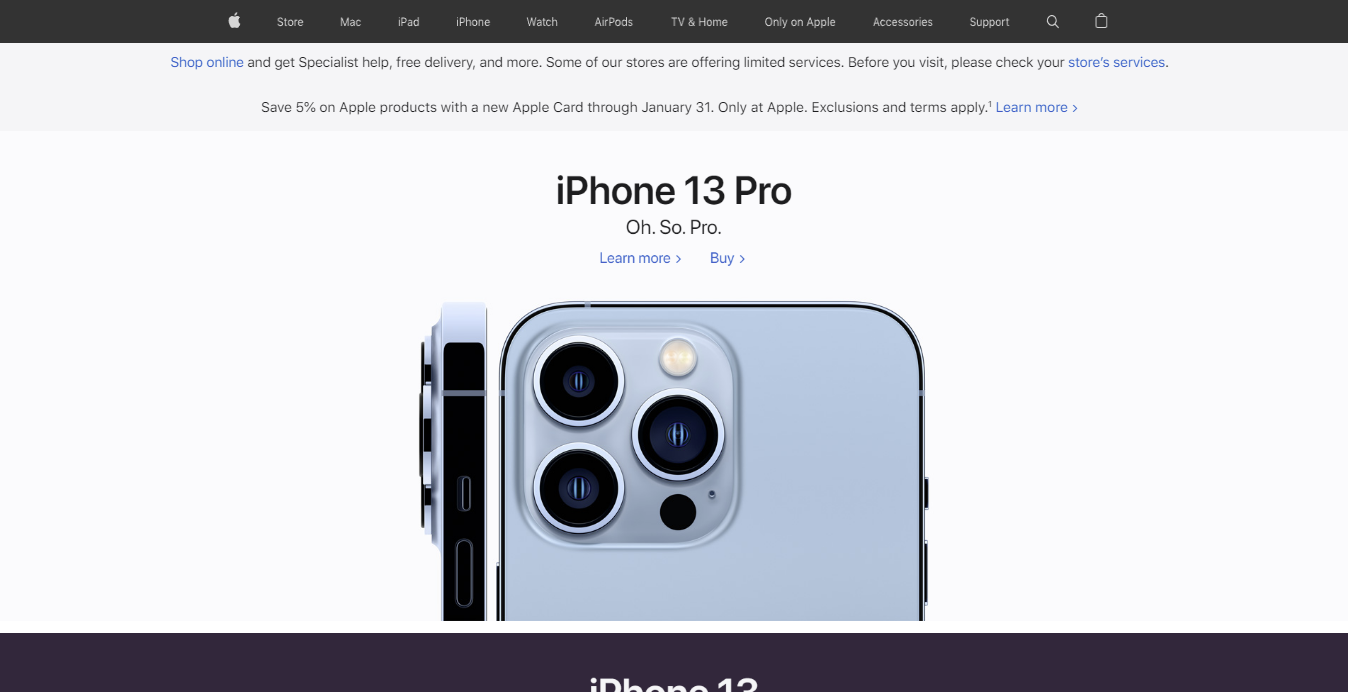 Store Mac iPad iPhone Watch AirPods TV & Home Only on Apple Accessories Support
Shop online and get Specialist help, free delivery, and more. Some of our stores are offering limited services. Before you visit, please check your store's services.
Save 5% on Apple products with a new Apple Card through January 31. Only at Apple. Exclusions and terms apply.¹ Learn more >
iPhone 13 Pro
Oh. So. Pro.
Learn more > Buy >
iPhone 13